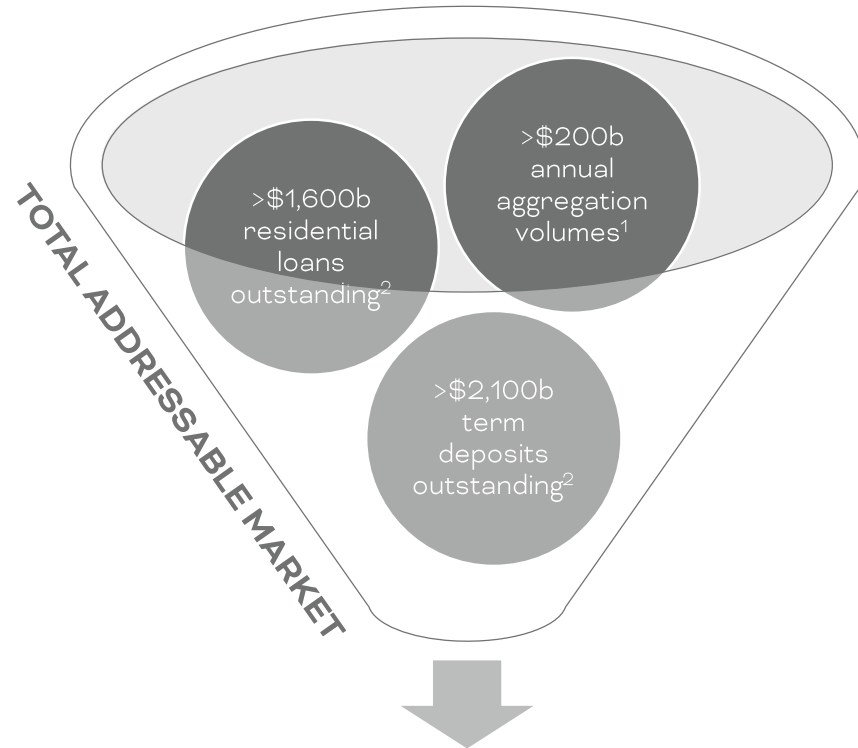 >$200b
annual
aggregation
volumes¹
>$1,600b
residential
loans
outstanding²
>$2,100b
term
deposits
outstanding²
TOTAL ADDRESSABLE MARKET